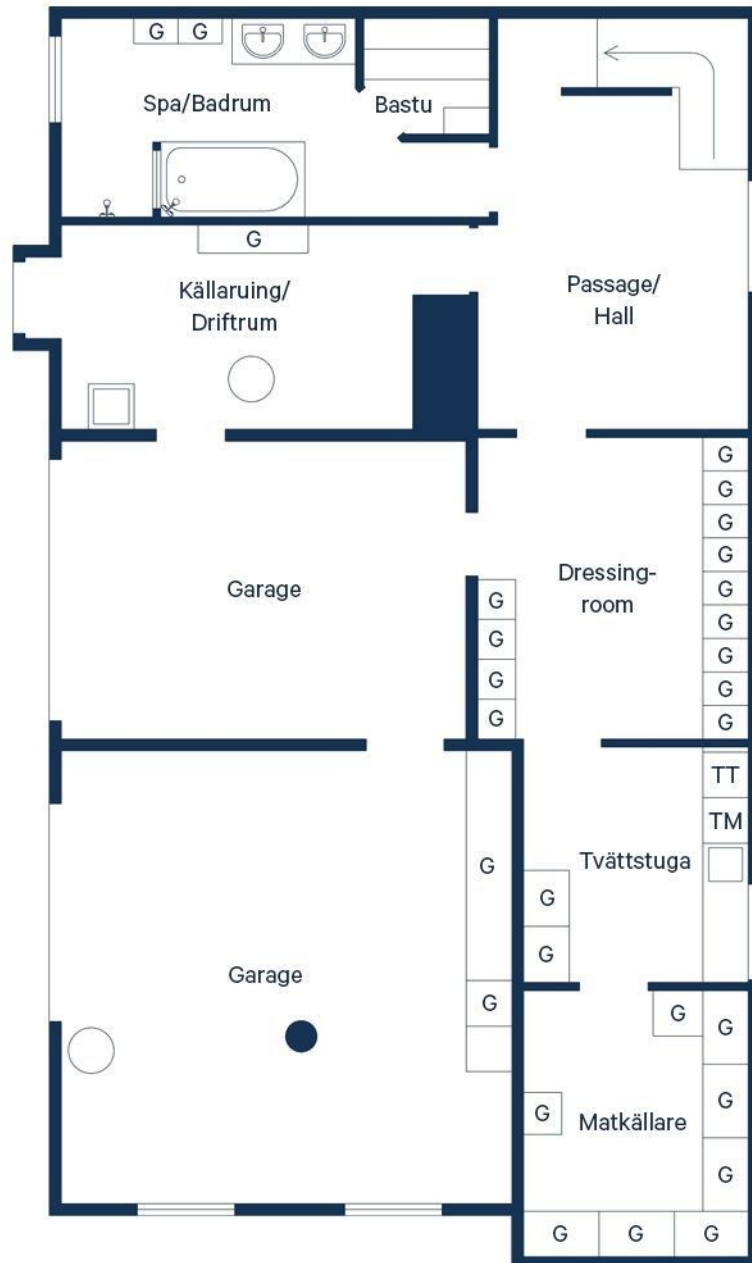 G G
Spa/Badrum
Bastu
G
Källaruing/
Driftrum
Passage/
Hall
Garage
Dressing-
room
G
G
G
G
G
G
G
G
G
G
G
G
G
TT
TM
Tvättstuga
G
G
G
G
Garage
G
G
G
G
G
Matkällare
G
G G G